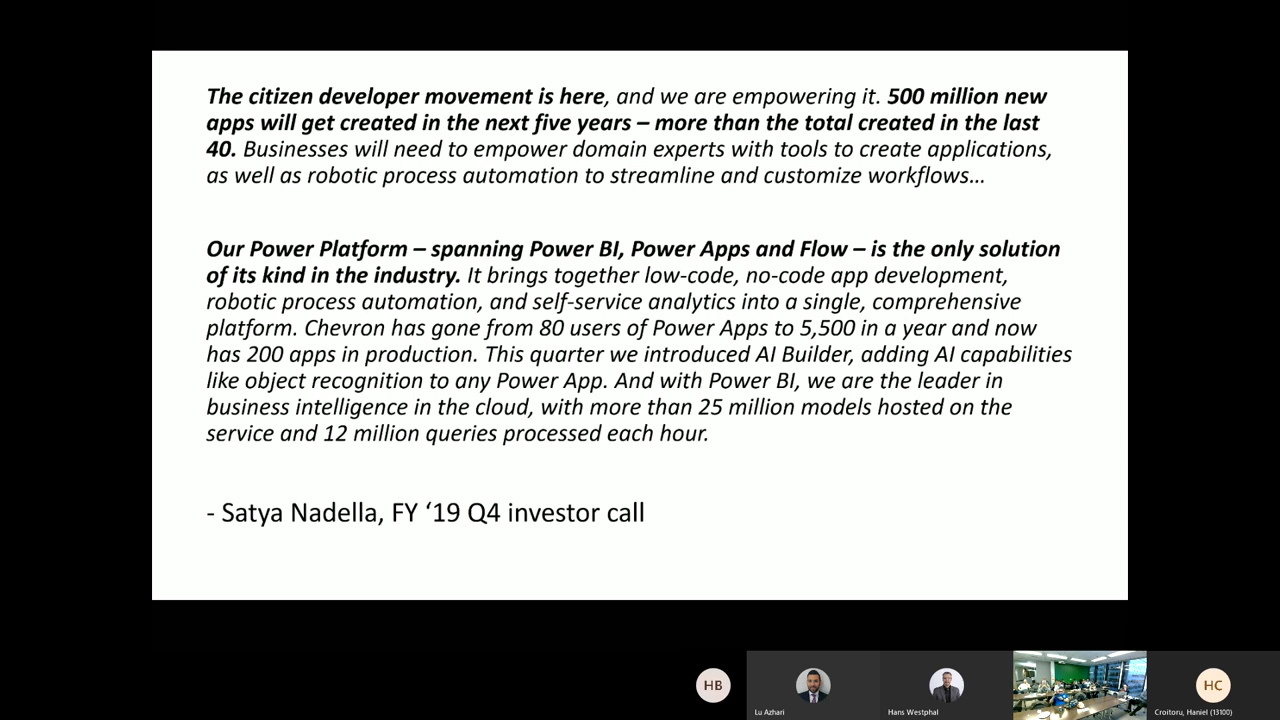 The citizen developer movement is here, and we are empowering it. 500 million new
apps will get created in the next five years – more than the total created in the last
40. Businesses will need to empower domain experts with tools to create applications,
as well as robotic process automation to streamline and customize workflows…
Our Power Platform – spanning Power BI, Power Apps and Flow – is the only solution
of its kind in the industry. It brings together low-code, no-code app development,
robotic process automation, and self-service analytics into a single, comprehensive
platform. Chevron has gone from 80 users of Power Apps to 5,500 in a year and now
has 200 apps in production. This quarter we introduced AI Builder, adding AI capabilities
like object recognition to any Power App. And with Power BI, we are the leader in
business intelligence in the cloud, with more than 25 million models hosted on the
service and 12 million queries processed each hour.
- Satya Nadella, FY ‘19 Q4 investor call
HB
HC
Lu Azhari
Hans Westphal
Croitoru, Haniel (13100)